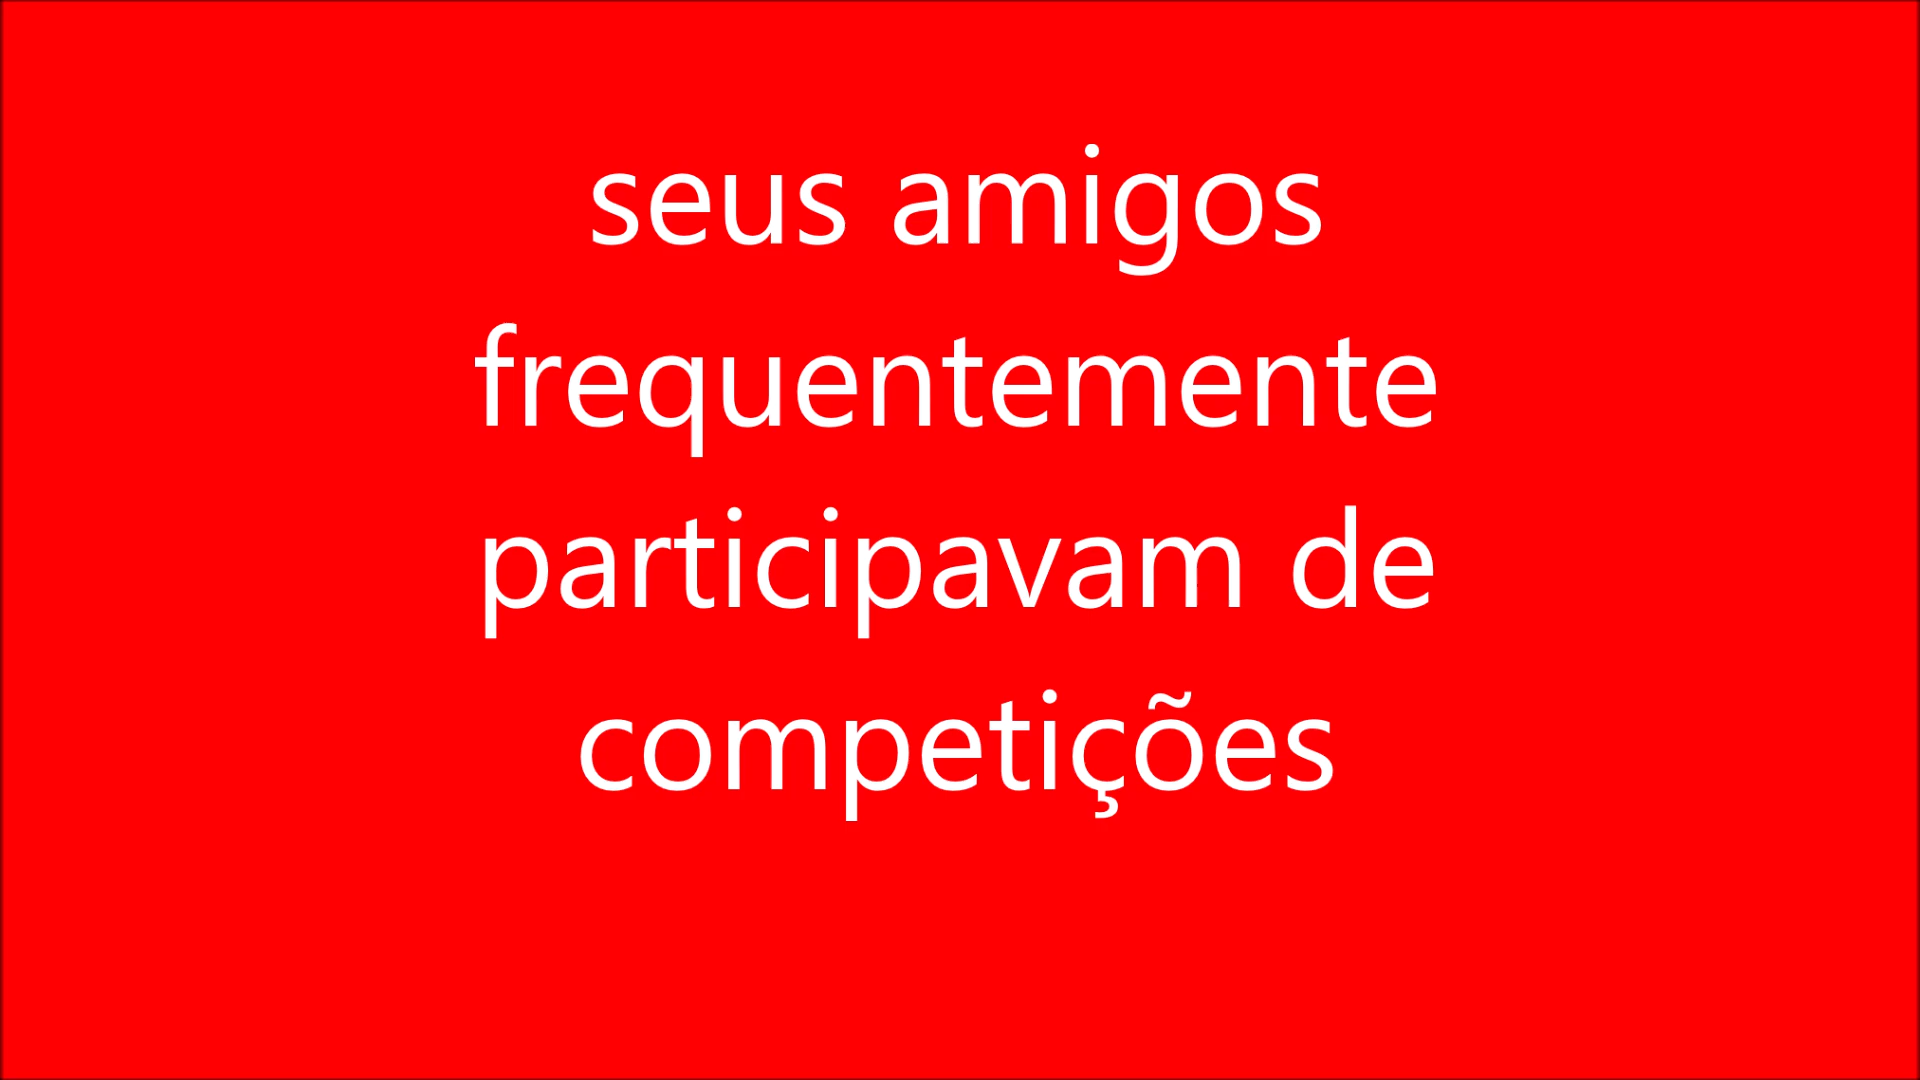 seus amigos
frequentemente
participavam de
competições